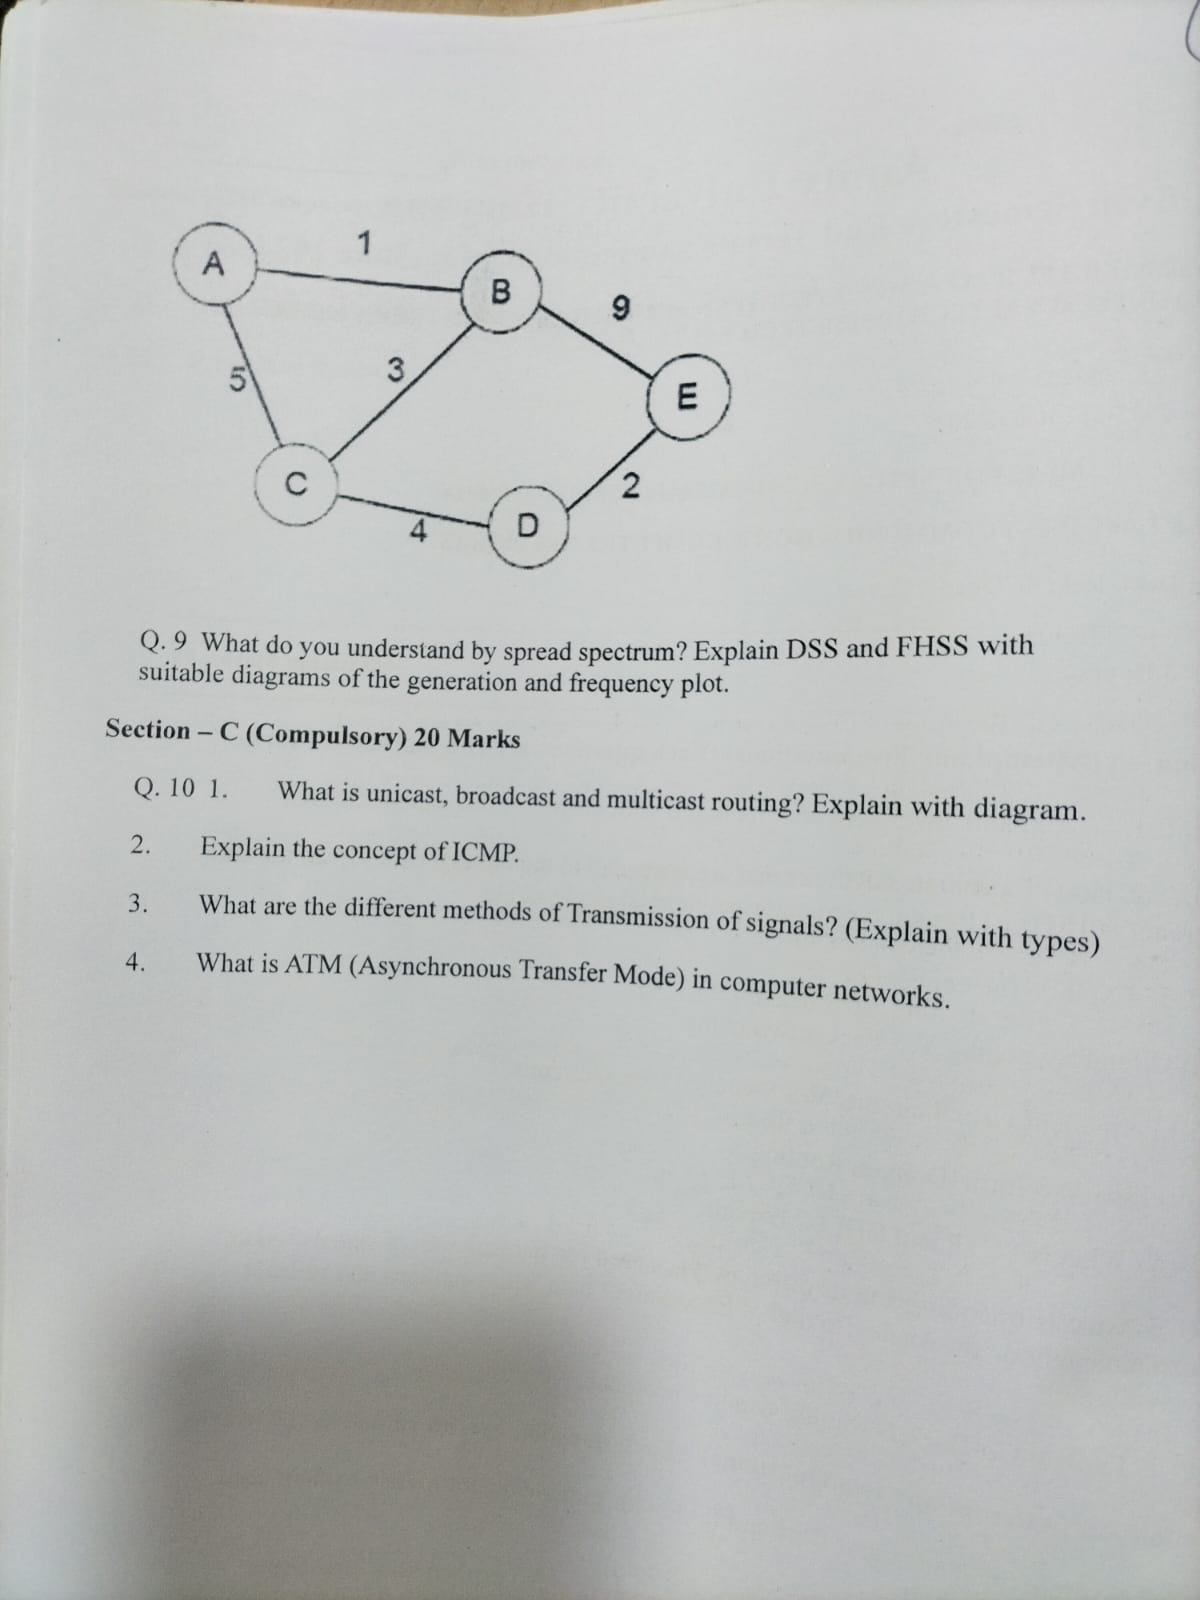 A
1
B
9
5
3
E
C
2
4
D
Q. 9 What do you understand by spread spectrum? Explain DSS and FHSS with
suitable diagrams of the generation and frequency plot.
Section – C (Compulsory) 20 Marks
Q. 10 1. What is unicast, broadcast and multicast routing? Explain with diagram.
2. Explain the concept of ICMP.
3. What are the different methods of Transmission of signals? (Explain with types)
4. What is ATM (Asynchronous Transfer Mode) in computer networks.